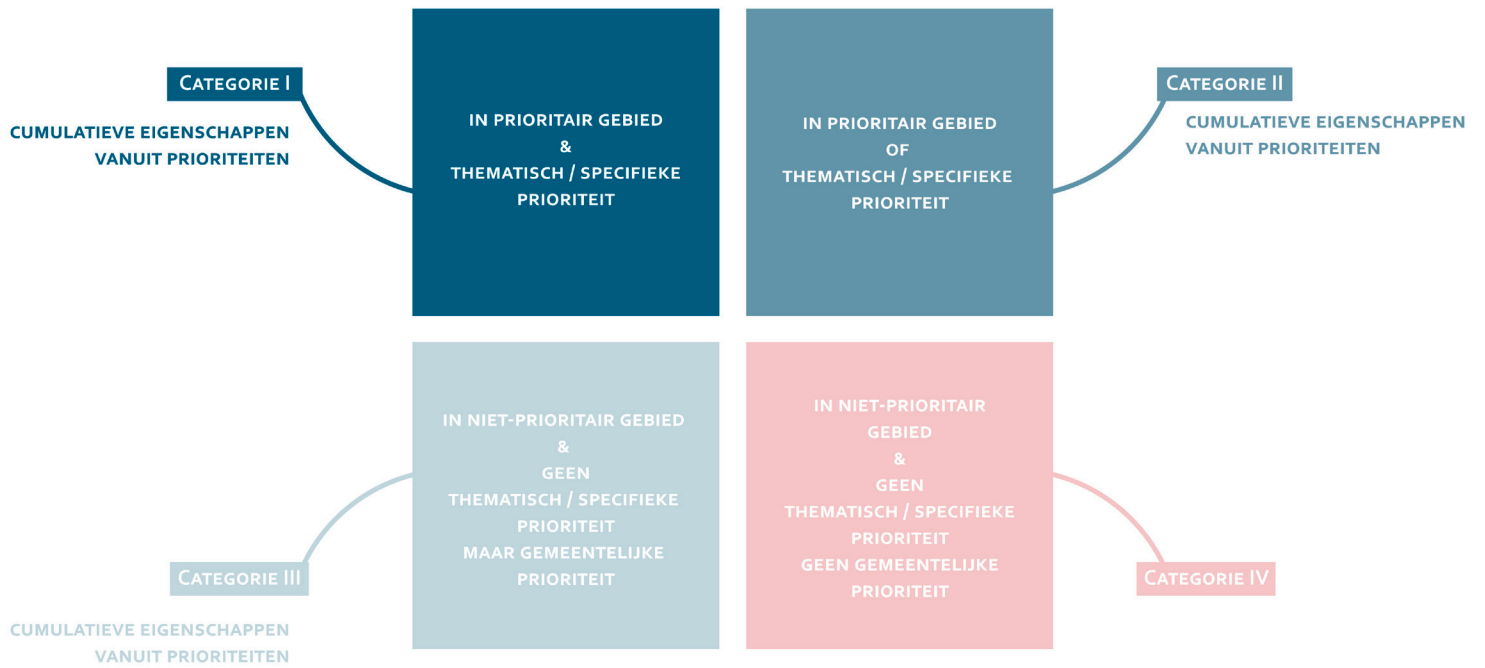 Categorie I
cumulatieve eigenschappen
vanuit prioriteiten
in prioritair gebied
&
thematisch / specifieke
prioriteit
in prioritair gebied
of
thematisch / specifieke
prioriteit
Categorie II
cumulatieve eigenschappen
vanuit prioriteiten
Categorie III
cumulatieve eigenschappen
vanuit prioriteiten
in niet-prioritair gebied
&
geen
thematisch / specifieke
prioriteit
maar gemeentelijke
prioriteit
in niet-prioritair
gebied
&
geen
thematisch / specifieke
prioriteit
geen gemeentelijke
prioriteit
Categorie IV